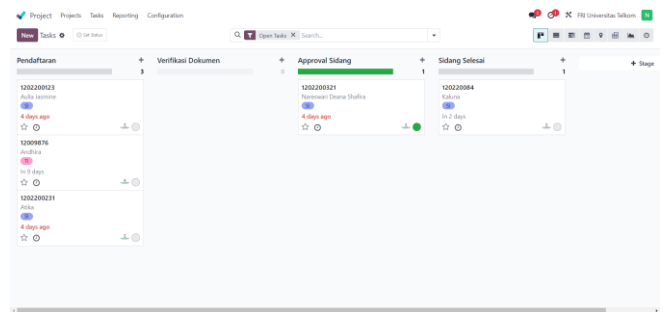 Project Projects Tasks Reporting Configuration
FRI Universitas Telkom
New Tasks
Open Tasks × Search...
Pendaftaran + 3
Verifikasi Dokumen + 0
Approval Sidang + 1
Sidang Selesai + 1
+ Stage
1202200123
Aulia Jasmine
4 days ago
12009876
Andhira
In 9 days
1202200231
Atika
4 days ago
1202200321
Nareswari Deana Shafira
4 days ago
120220084
Kaluna
In 2 days